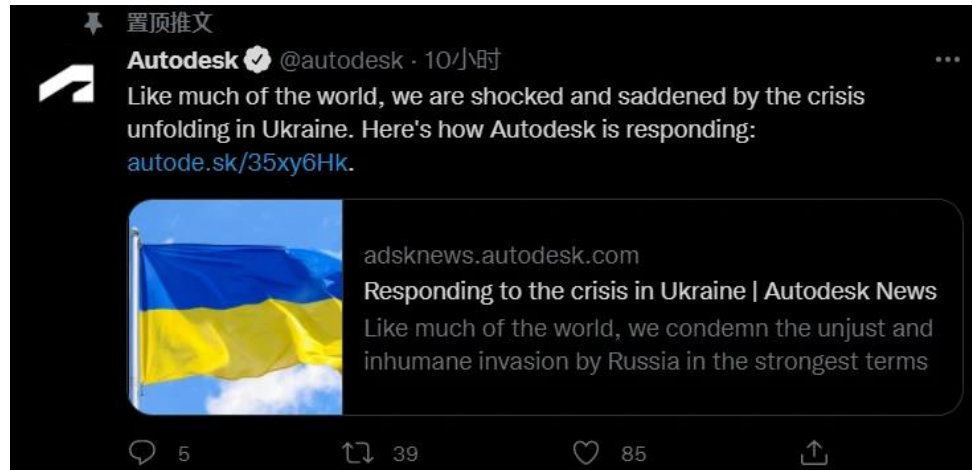 置顶推文
Autodesk @autodesk · 10小时
Like much of the world, we are shocked and saddened by the crisis
unfolding in Ukraine. Here's how Autodesk is responding:
autode.sk/35xy6Hk.
adsknews.autodesk.com
Responding to the crisis in Ukraine | Autodesk News
Like much of the world, we condemn the unjust and
inhumane invasion by Russia in the strongest terms
5 39 85